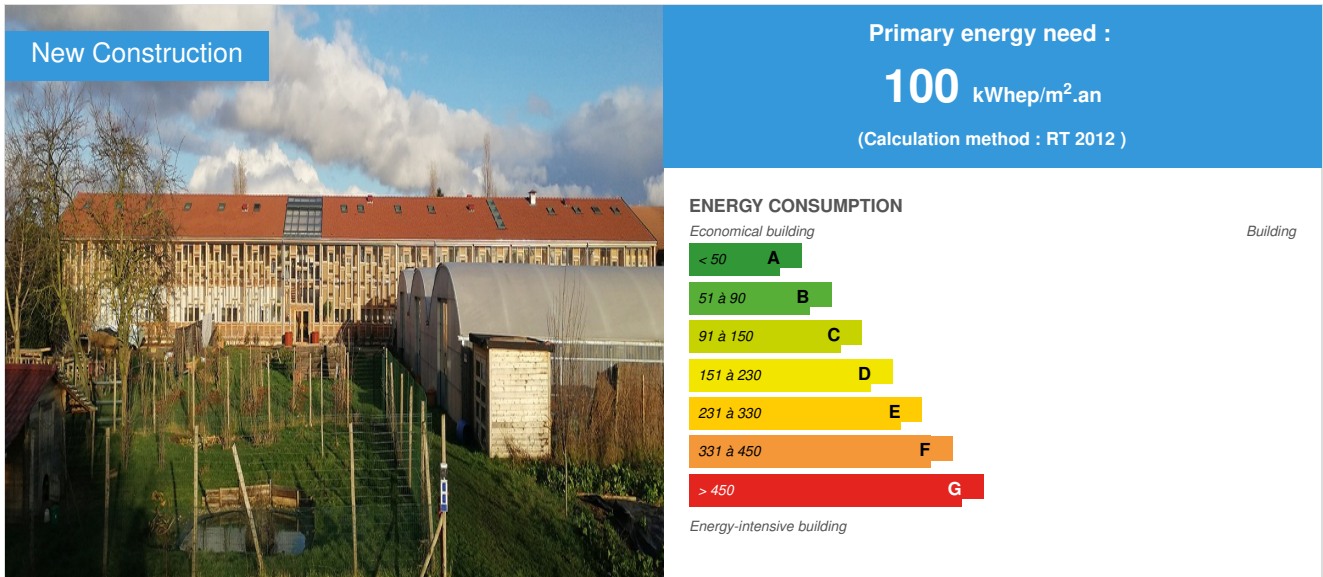 New Construction
Primary energy need :
100 kWhep/m².an
(Calculation method : RT 2012 )
ENERGY CONSUMPTION
Economical building
Building
< 50 A
51 à 90 B
91 à 150 C
151 à 230 D
231 à 330 E
331 à 450 F
> 450 G
Energy-intensive building